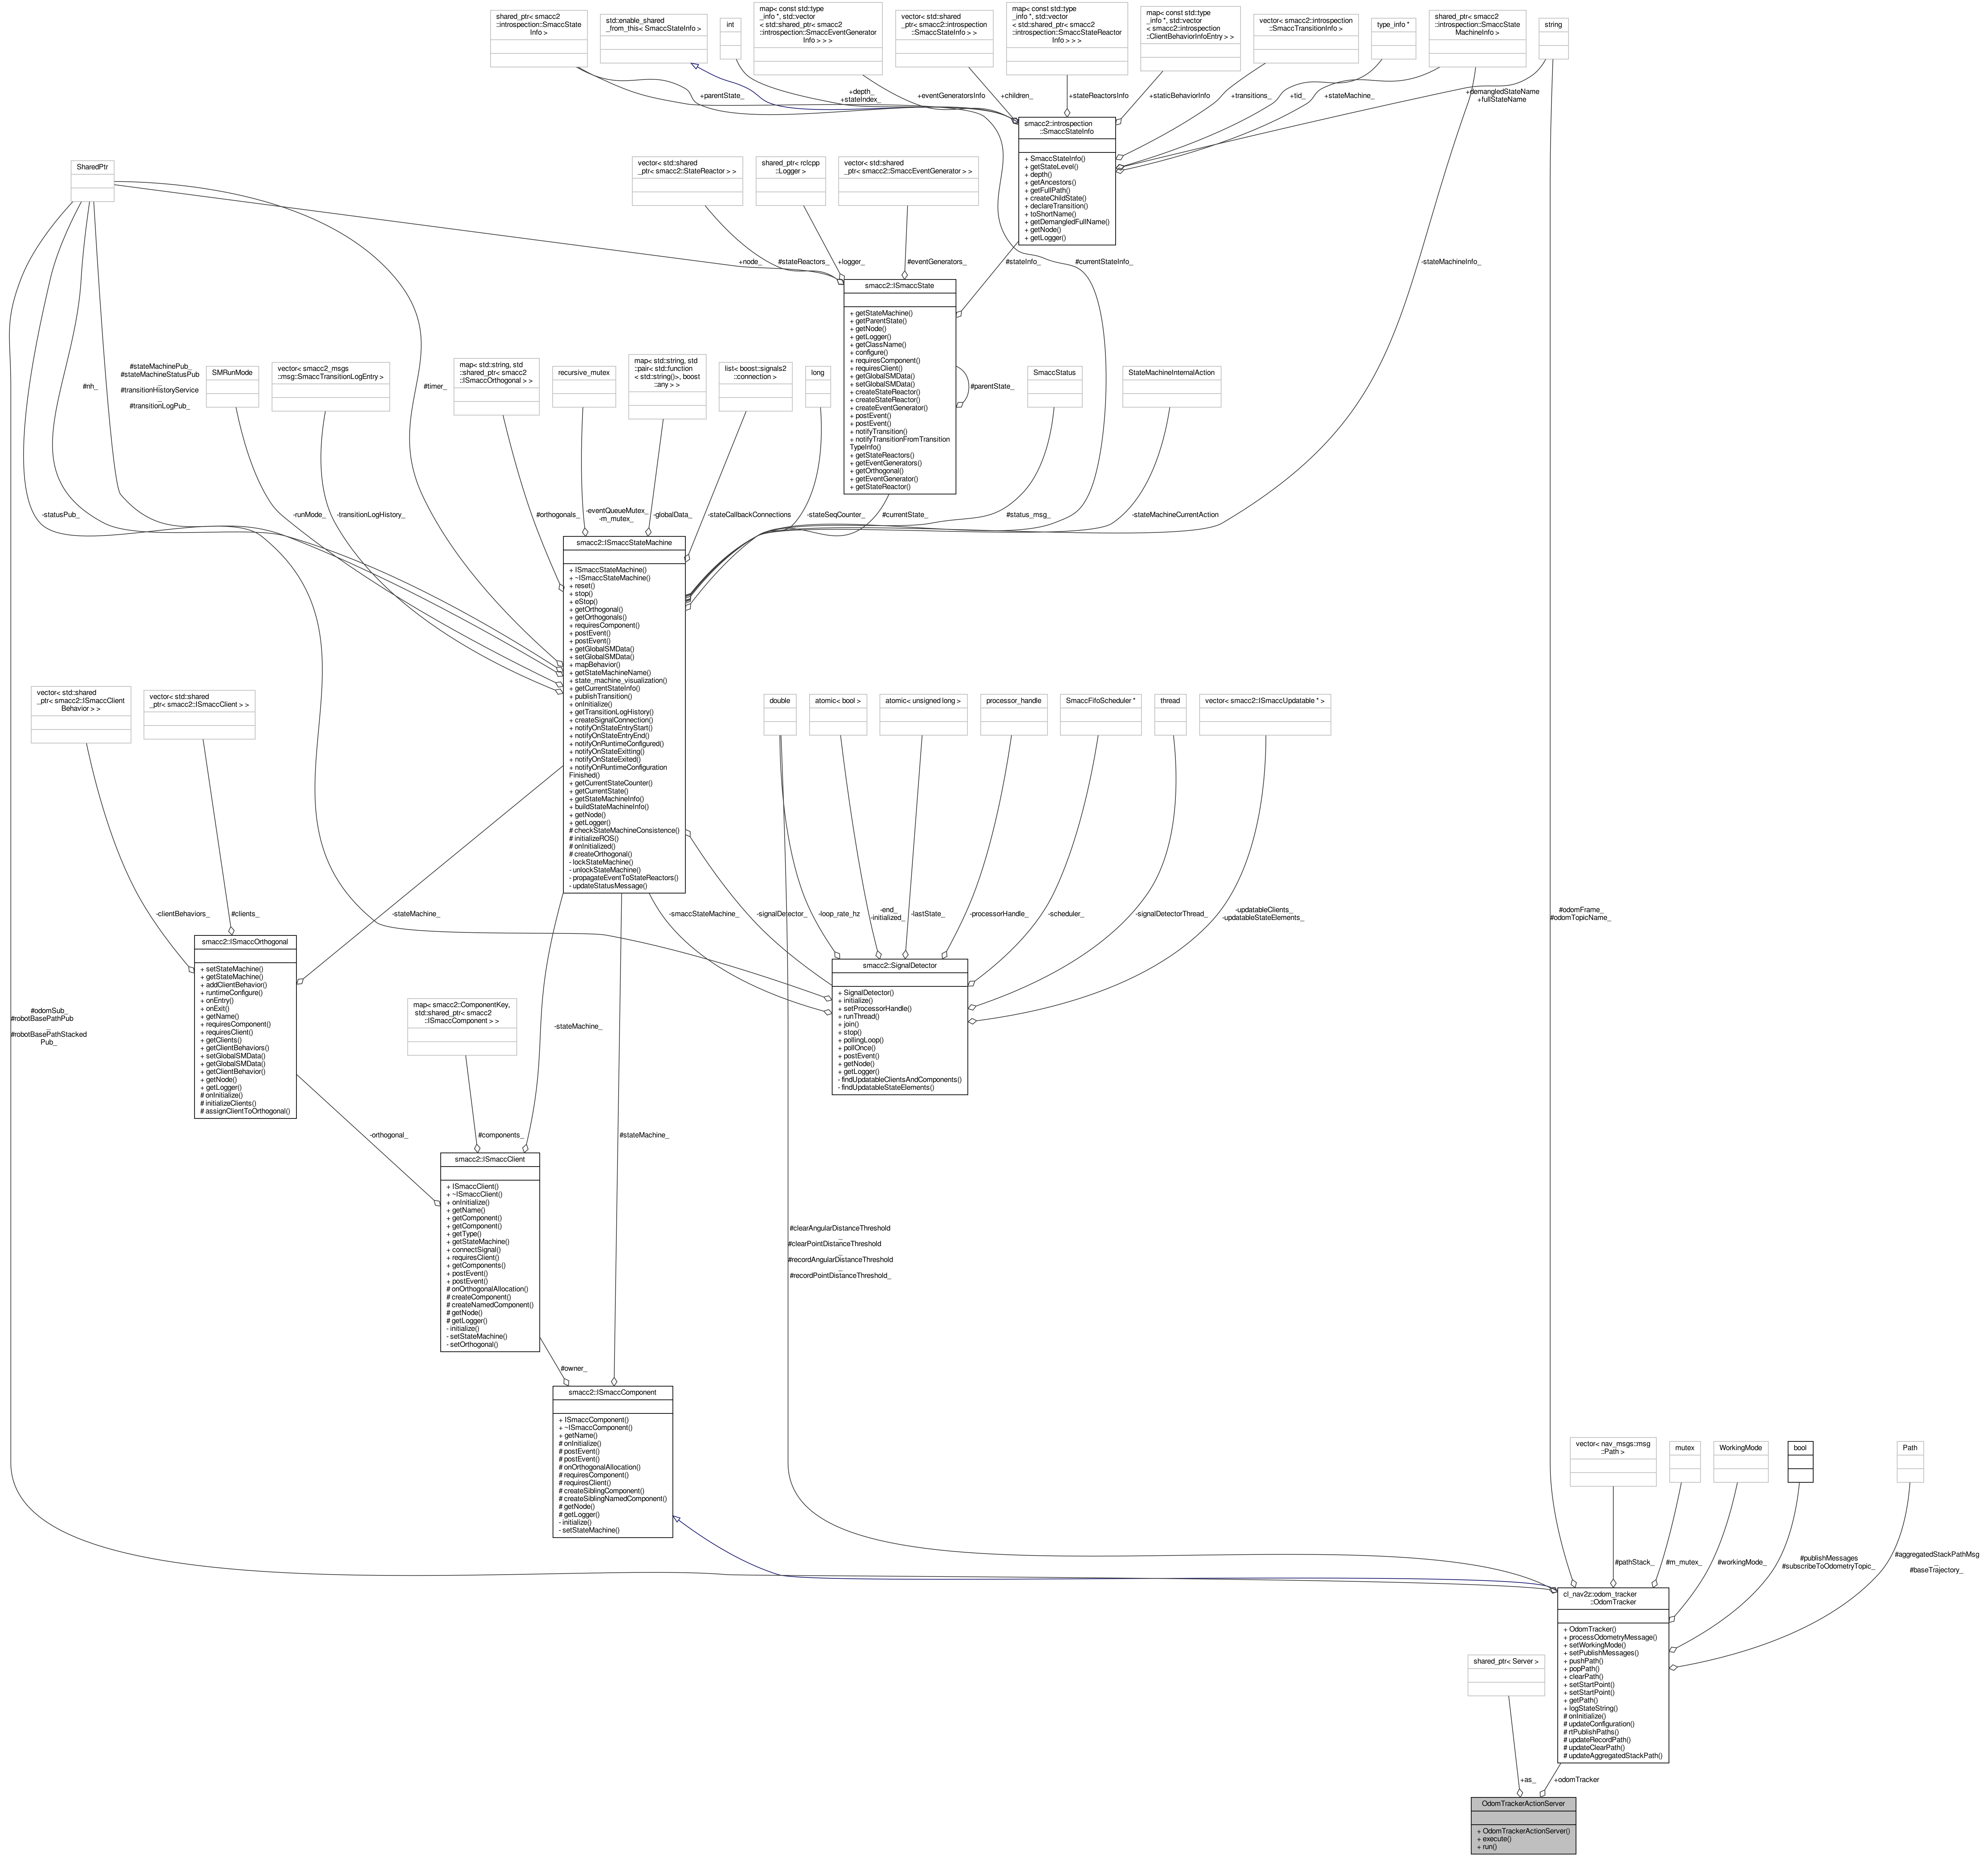 shared_ptr< smacc2
::introspection::SmaccState
Info >
std::enable_shared
_from_this< SmaccStateInfo >
int
map< const std::type
_info *, std::vector
< std::shared_ptr< smacc2
::introspection::SmaccEventGenerator
Info > > >
vector< std::shared
_ptr< smacc2::introspection
::SmaccStateInfo > >
map< const std::type
_info *, std::vector
< std::shared_ptr< smacc2
::introspection::SmaccStateReactor
Info > > >
map< const std::type
_info *, std::vector
< smacc2::introspection
::ClientBehaviorInfoEntry > >
vector< smacc2::introspection
::SmaccTransitionInfo >
type_info *
shared_ptr< smacc2
::introspection::SmaccState
MachineInfo >
string
+parentState_
+depth_
+stateIndex_
+eventGeneratorsInfo
+children_
+stateReactorsInfo
+staticBehaviorInfo
+transitions_
+tid_
+stateMachine_
+demangledStateName
+fullStateName
smacc2::introspection
::SmaccStateInfo
+ SmaccStateInfo()
+ getStateLevel()
+ depth()
+ getAncestors()
+ getFullPath()
+ createChildState()
+ declareTransition()
+ toShortName()
+ getDemangledFullName()
+ getNode()
+ getLogger()
SharedPtr
vector< std::shared
_ptr< smacc2::StateReactor > >
shared_ptr< rclcpp
::Logger >
vector< std::shared
_ptr< smacc2::SmaccEventGenerator > >
+node_
#stateReactors_
+logger_
#eventGenerators_
#stateInfo_
#currentStateInfo_
-stateMachineInfo_
smacc2::ISmaccState
+ getStateMachine()
+ getParentState()
+ getNode()
+ getLogger()
+ getClassName()
+ configure()
+ requiresComponent()
+ requiresClient()
+ getGlobalSMData()
+ setGlobalSMData()
+ createStateReactor()
+ createStateReactor()
+ createEventGenerator()
+ postEvent()
+ postEvent()
+ notifyTransition()
+ notifyTransitionFromTransition
TypeInfo()
+ getStateReactors()
+ getEventGenerators()
+ getOrthogonal()
+ getEventGenerator()
+ getStateReactor()
#parentState_
#nh_
#stateMachinePub_
#stateMachineStatusPub
_
#transitionHistoryService
_
#transitionLogPub_
SMRunMode
vector< smacc2_msgs
::msg::SmaccTransitionLogEntry >
#timer_
map< std::string, std
::shared_ptr< smacc2
::ISmaccOrthogonal > >
recursive_mutex
map< std::string, std
::pair< std::function
< std::string()>, boost
::any > >
list< boost::signals2
::connection >
long
SmaccStatus
StateMachineInternalAction
-statusPub_
-runMode_
-transitionLogHistory_
#orthogonals_
-eventQueueMutex_
-m_mutex_
-globalData_
-stateCallbackConnections
-stateSeqCounter_
#currentState_
#status_msg_
-stateMachineCurrentAction
smacc2::ISmaccStateMachine
+ ISmaccStateMachine()
+ ~ISmaccStateMachine()
+ reset()
+ stop()
+ eStop()
+ getOrthogonal()
+ getOrthogonals()
+ requiresComponent()
+ postEvent()
+ postEvent()
+ getGlobalSMData()
+ setGlobalSMData()
+ mapBehavior()
+ getStateMachineName()
+ state_machine_visualization()
+ getCurrentStateInfo()
+ publishTransition()
+ onInitialize()
+ getTransitionLogHistory()
+ createSignalConnection()
+ notifyOnStateEntryStart()
+ notifyOnStateEntryEnd()
+ notifyOnRuntimeConfigured()
+ notifyOnStateExitting()
+ notifyOnStateExited()
+ notifyOnRuntimeConfiguration
Finished()
+ getCurrentStateCounter()
+ getCurrentState()
+ getStateMachineInfo()
+ buildStateMachineInfo()
+ getNode()
+ getLogger()
# checkStateMachineConsistence()
# initializeROS()
# onInitialized()
# createOrthogonal()
- lockStateMachine()
- unlockStateMachine()
- propagateEventToStateReactors()
- updateStatusMessage()
vector< std::shared
_ptr< smacc2::ISmaccClient
Behavior > >
vector< std::shared
_ptr< smacc2::ISmaccClient > >
double
atomic< bool >
atomic< unsigned long >
processor_handle
SmaccFifoScheduler *
thread
vector< smacc2::ISmaccUpdatable * >
-clientBehaviors_
#clients_
-stateMachine_
-smaccStateMachine_
-signalDetector_
-loop_rate_hz
-end_
-initialized_
-lastState_
-processorHandle_
-scheduler_
-signalDetectorThread_
-updatableClients_
-updatableStateElements_
#odomFrame_
#odomTopicName_
smacc2::ISmaccOrthogonal
+ setStateMachine()
+ getStateMachine()
+ addClientBehavior()
+ runtimeConfigure()
+ onEntry()
+ onExit()
+ getName()
+ requiresComponent()
+ requiresClient()
+ getClients()
+ getClientBehaviors()
+ setGlobalSMData()
+ getGlobalSMData()
+ getClientBehavior()
+ getNode()
+ getLogger()
# onInitialize()
# initializeClients()
# assignClientToOrthogonal()
smacc2::SignalDetector
+ SignalDetector()
+ initialize()
+ setProcessorHandle()
+ runThread()
+ join()
+ stop()
+ pollingLoop()
+ pollOnce()
+ postEvent()
+ getNode()
+ getLogger()
- findUpdatableClientsAndComponents()
- findUpdatableStateElements()
#odomSub_
#robotBasePathPub
_
#robotBasePathStacked
Pub_
map< smacc2::ComponentKey,
std::shared_ptr< smacc2
::ISmaccComponent > >
-stateMachine_
-orthogonal_
#components_
#stateMachine_
smacc2::ISmaccClient
+ ISmaccClient()
+ ~ISmaccClient()
+ onInitialize()
+ getName()
+ getComponent()
+ getComponent()
+ getType()
+ getStateMachine()
+ connectSignal()
+ requiresClient()
+ getComponents()
+ postEvent()
+ postEvent()
# onOrthogonalAllocation()
# createComponent()
# createNamedComponent()
# getNode()
# getLogger()
- initialize()
- setStateMachine()
- setOrthogonal()
#clearAngularDistanceThreshold
_
#clearPointDistanceThreshold
_
#recordAngularDistanceThreshold
_
#recordPointDistanceThreshold_
#owner_
smacc2::ISmaccComponent
+ ISmaccComponent()
+ ~ISmaccComponent()
+ getName()
# onInitialize()
# postEvent()
# postEvent()
# onOrthogonalAllocation()
# requiresComponent()
# requiresClient()
# createSiblingComponent()
# createSiblingNamedComponent()
# getNode()
# getLogger()
- initialize()
- setStateMachine()
vector< nav_msgs::msg
::Path >
mutex
WorkingMode
bool
Path
#pathStack_
#m_mutex_
#workingMode_
#publishMessages
#subscribeToOdometryTopic_
#aggregatedStackPathMsg
_
#baseTrajectory_
cl_nav2z::odom_tracker
::OdomTracker
+ OdomTracker()
+ processOdometryMessage()
+ setWorkingMode()
+ setPublishMessages()
+ pushPath()
+ popPath()
+ clearPath()
+ setStartPoint()
+ setStartPoint()
+ getPath()
+ logStateString()
# onInitialize()
# updateConfiguration()
# rtPublishPaths()
# updateRecordPath()
# updateClearPath()
# updateAggregatedStackPath()
shared_ptr< Server >
+as_
+odomTracker
OdomTrackerActionServer
+ OdomTrackerActionServer()
+ execute()
+ run()